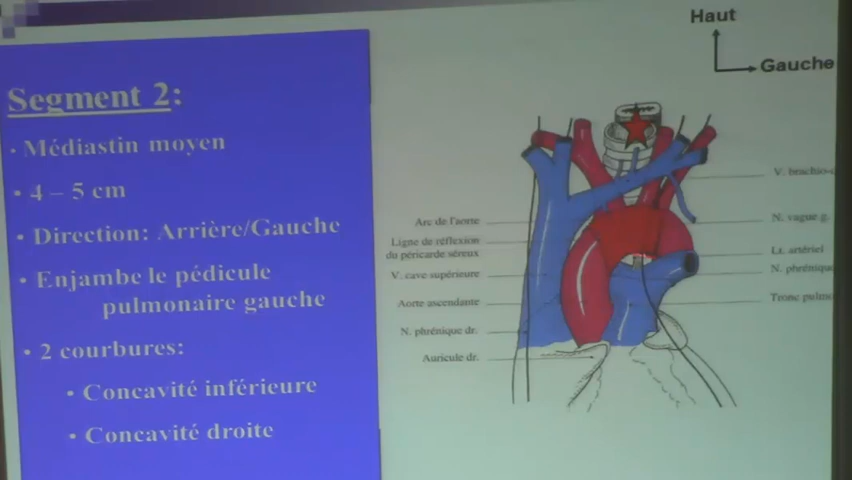 Segment 2:
• Médiastin moyen
• 4 – 5 cm
• Direction: Arrière/Gauche
• Enjambe le pédicule
pulmonaire gauche
• 2 courbures:
• Concavité inférieure
• Concavité droite
Haut
Gauche
Arc de l'aorte
Ligne de réflexion
du péricarde séreux
V. cave supérieure
Aorte ascendante
N. phrénique dr.
Auricule dr.
V.
N. vague g.
Lt. artériel
N. phrénique
Tronc